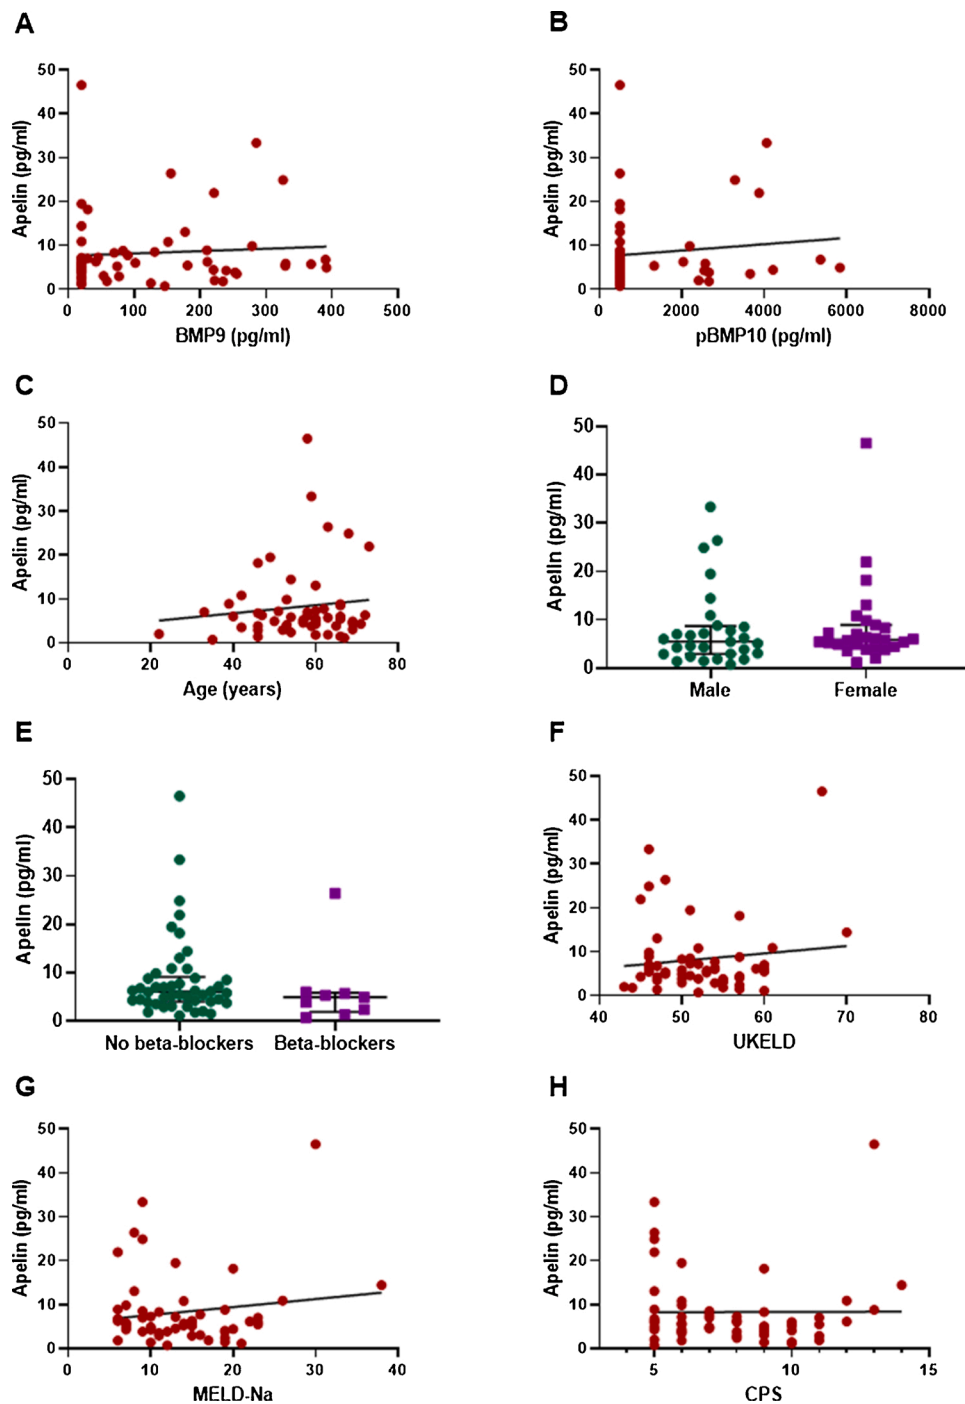 A
B
50
40
30
20
10
0
Apelin (pg/ml)
0
100
200
300
400
500
BMP9 (pg/ml)
50
40
30
20
10
0
Apelin (pg/ml)
0
2000
4000
6000
8000
pBMP10 (pg/ml)
C
D
50
40
30
20
10
0
Apelin (pg/ml)
0
20
40
60
80
Age (years)
50
40
30
20
10
0
Apelin (pg/ml)
Male
Female
E
F
50
40
30
20
10
0
Apelin (pg/ml)
No beta-blockers
Beta-blockers
50
40
30
20
10
0
Apelin (pg/ml)
40
50
60
70
80
UKELD
G
H
50
40
30
20
10
0
Apelin (pg/ml)
0
10
20
30
40
MELD-Na
50
40
30
20
10
0
Apelin (pg/ml)
5
10
15
CPS